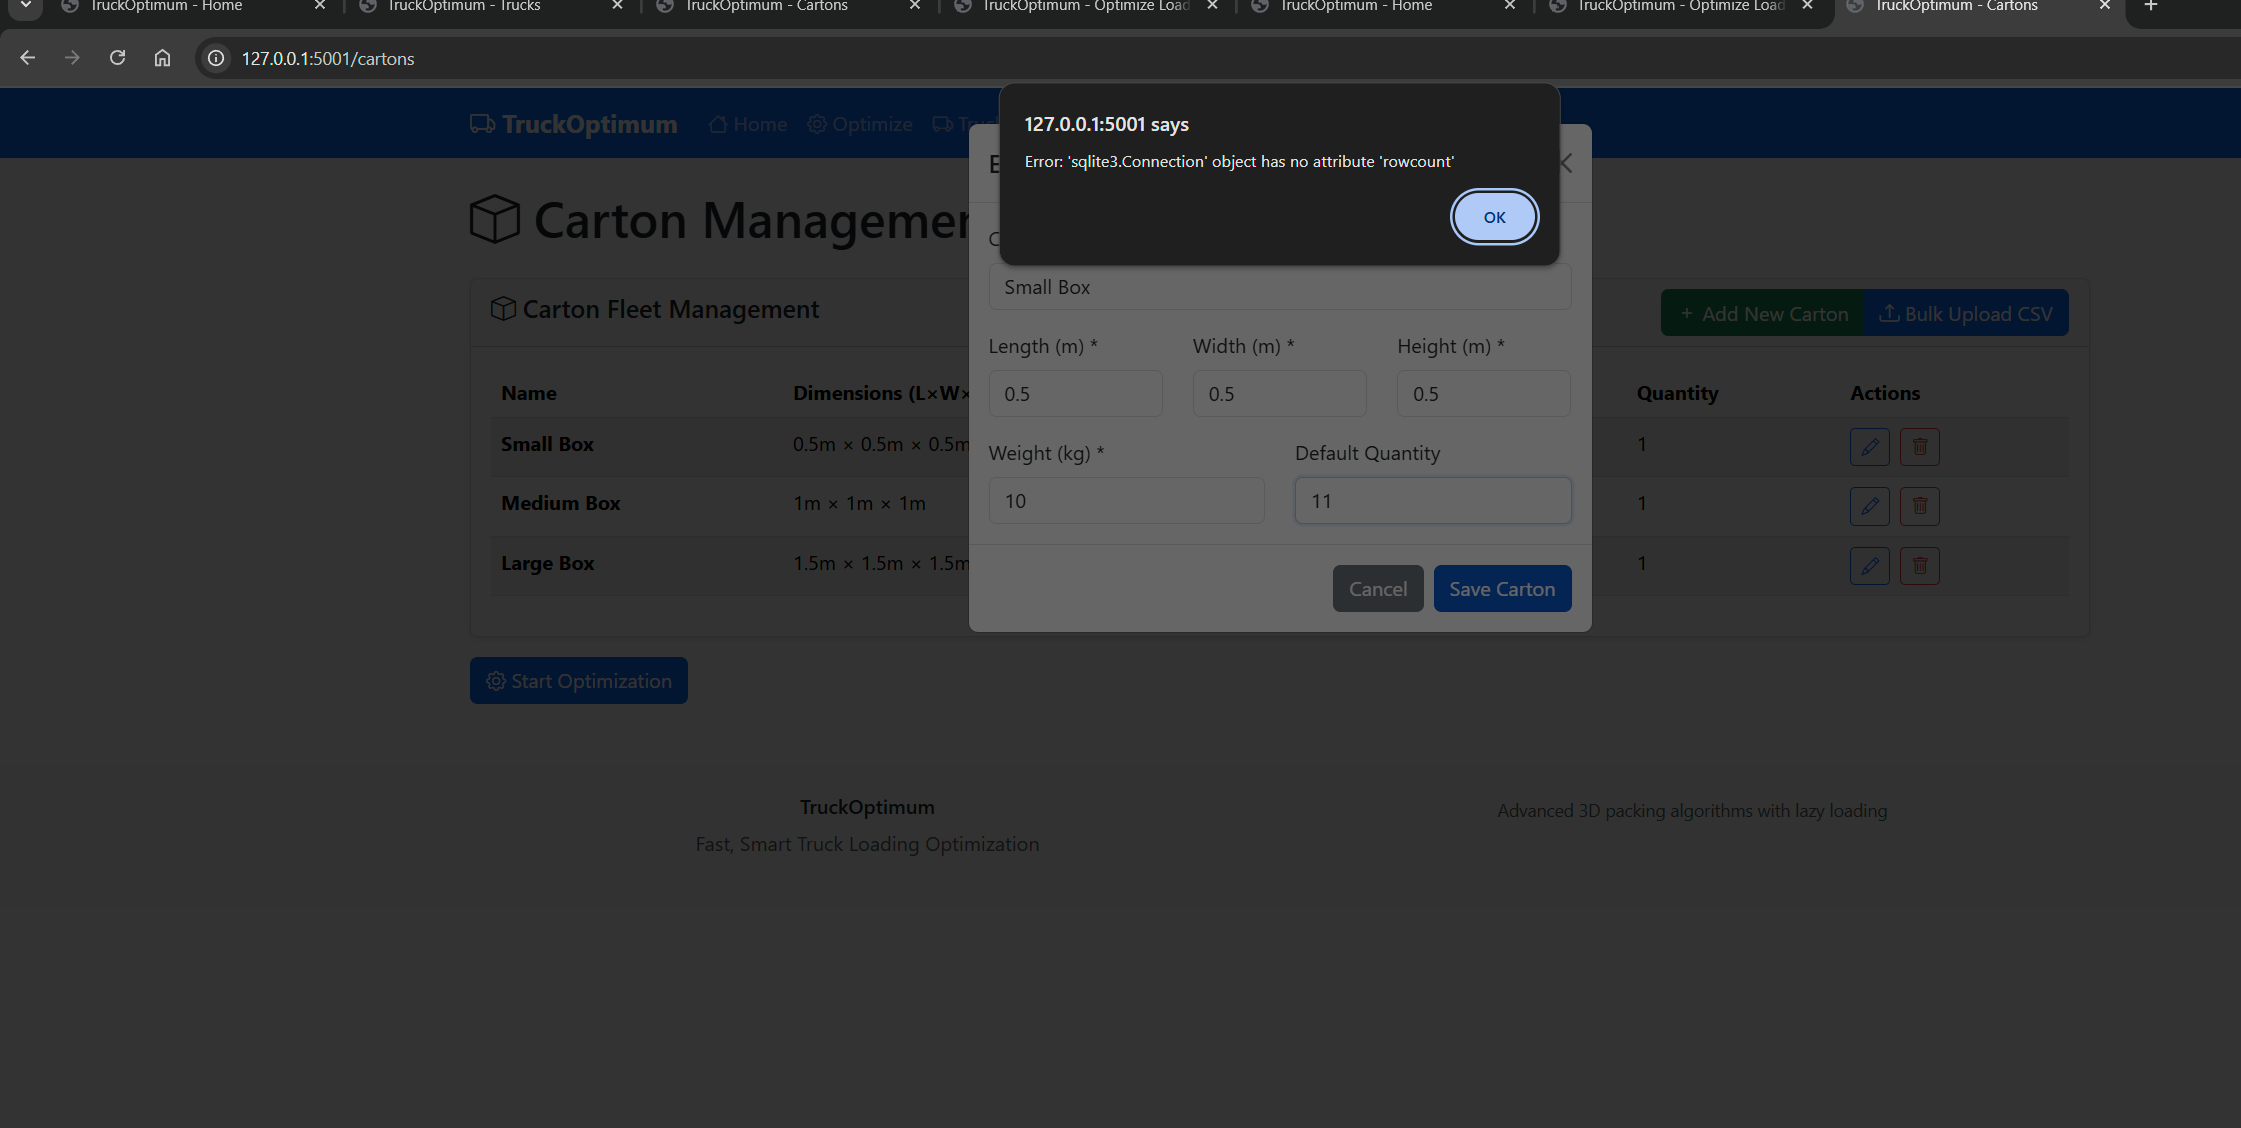 TruckOptimum - Home
TruckOptimum - Trucks
TruckOptimum - Cartons
TruckOptimum - Optimize Load
TruckOptimum - Home
TruckOptimum - Optimize Load
TruckOptimum - Cartons
127.0.0.1:5001/cartons
TruckOptimum
Home
Optimize
127.0.0.1:5001 says
Error: 'sqlite3.Connection' object has no attribute 'rowcount'
OK
Carton Managemen
Small Box
Carton Fleet Management
+ Add New Carton
Bulk Upload CSV
Length (m) *
Width (m) *
Height (m) *
0.5
0.5
0.5
Name
Dimensions (L×W×
Quantity
Actions
Small Box
0.5m × 0.5m × 0.5m
1
Weight (kg) *
Default Quantity
10
11
Medium Box
1m × 1m × 1m
1
Large Box
1.5m × 1.5m × 1.5m
1
Cancel
Save Carton
Start Optimization
TruckOptimum
Fast, Smart Truck Loading Optimization
Advanced 3D packing algorithms with lazy loading